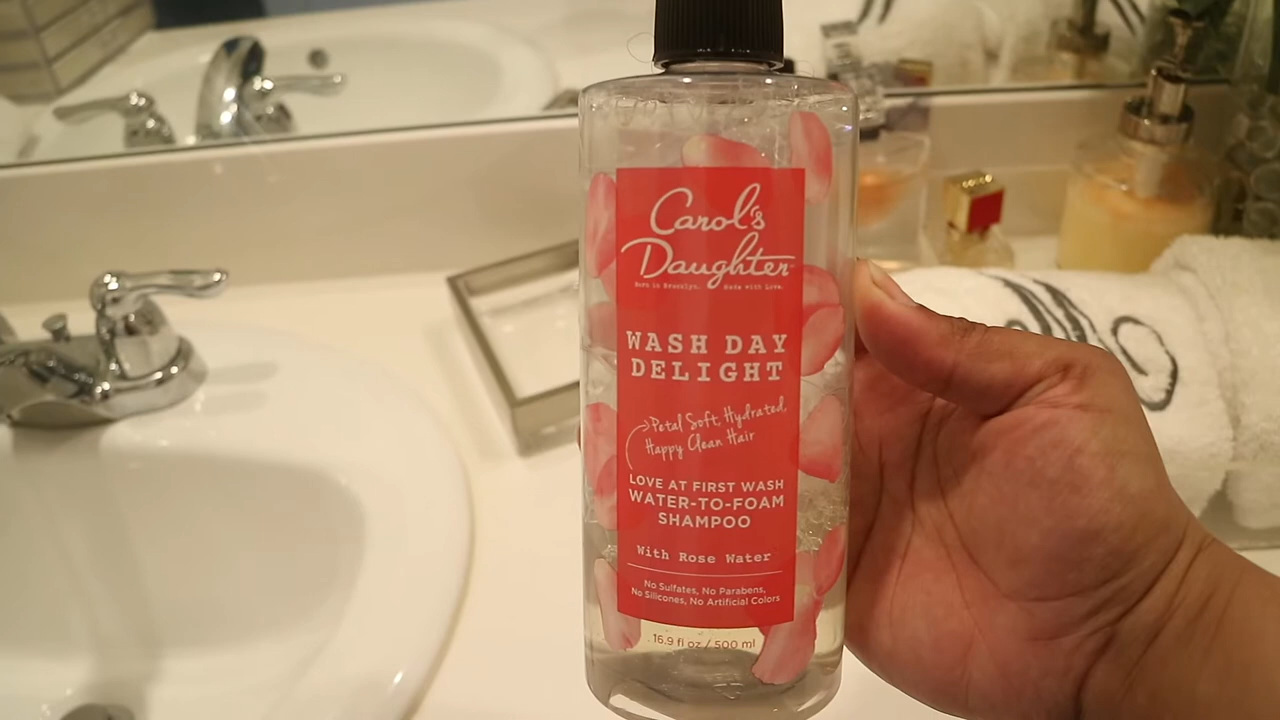 Carol's
Daughter™
Born in Brooklyn. Made with Love.
WASH DAY
DELIGHT
Petal Soft, Hydrated,
Happy Clean Hair
LOVE AT FIRST WASH
WATER-TO-FOAM
SHAMPOO
With Rose Water
No Sulfates, No Parabens,
No Silicones, No Artificial Colors
16.9 fl oz / 500 ml